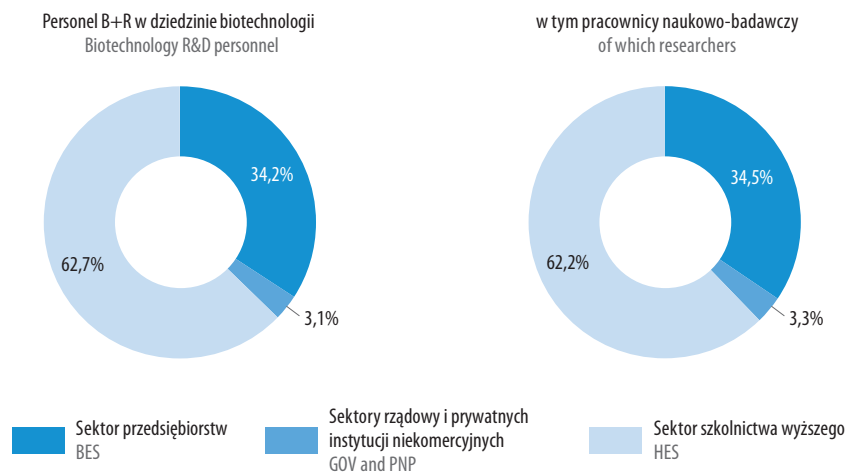 Personel B+R w dziedzinie biotechnologii
Biotechnology R&D personnel
34,2%
62,7%
3,1%
w tym pracownicy naukowo-badawczy
of which researchers
34,5%
62,2%
3,3%
Sektor przedsiębiorstw
BES
Sektory rządowy i prywatnych
instytucji niekomercyjnych
GOV and PNP
Sektor szkolnictwa wyższego
HES